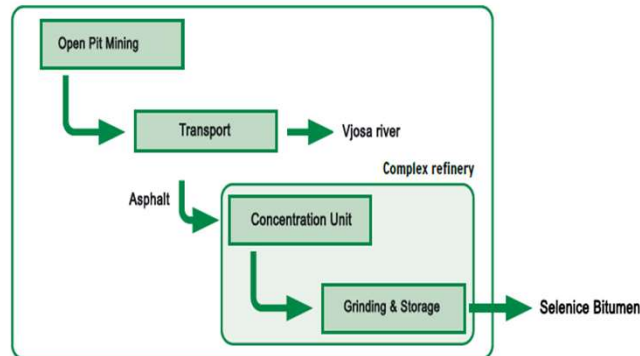 Open Pit Mining
Transport
Vjosa river
Complex refinery
Asphalt
Concentration Unit
Grinding & Storage
Selenice Bitumen